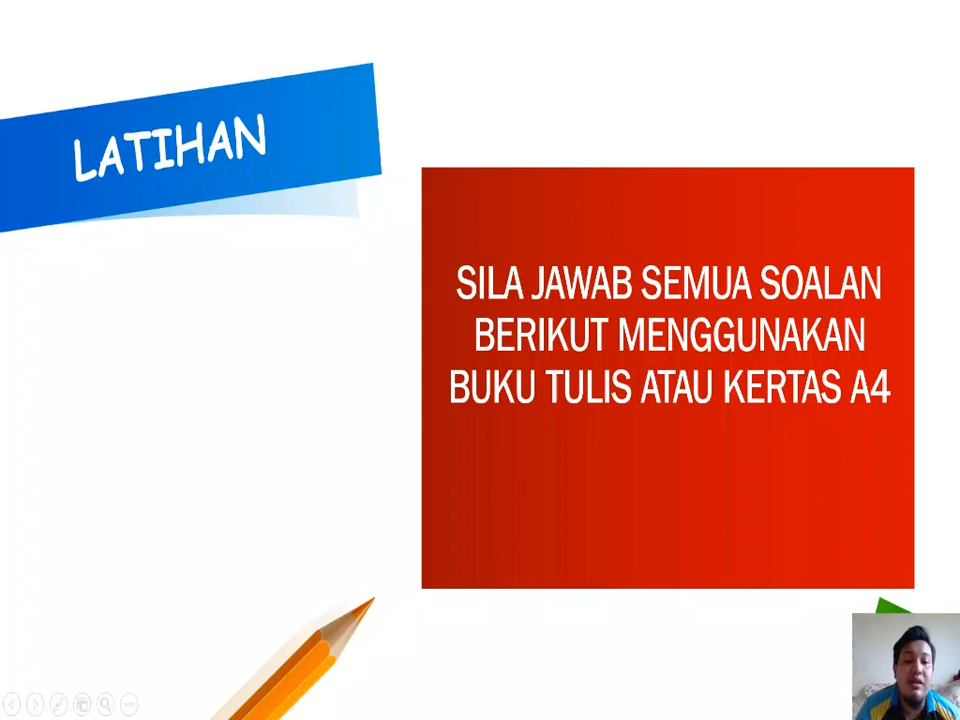 LATIHAN
SILA JAWAB SEMUA SOALAN
BERIKUT MENGGUNAKAN
BUKU TULIS ATAU KERTAS A4